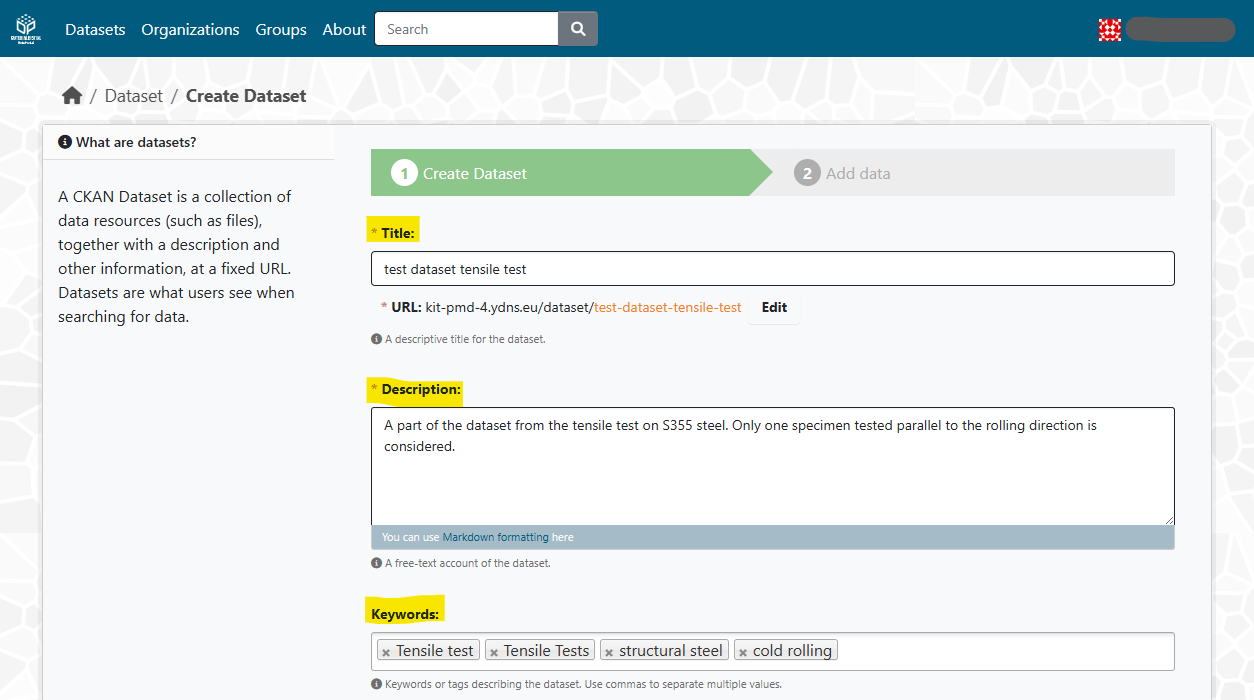 Datasets Organizations Groups About Search
/ Dataset / Create Dataset
What are datasets?
A CKAN Dataset is a collection of
data resources (such as files),
together with a description and
other information, at a fixed URL.
Datasets are what users see when
searching for data.
1 Create Dataset 2 Add data
* Title:
test dataset tensile test
* URL: kit-pmd-4.ydns.eu/dataset/test-dataset-tensile-test Edit
A descriptive title for the dataset.
* Description:
A part of the dataset from the tensile test on S355 steel. Only one specimen tested parallel to the rolling direction is
considered.
You can use Markdown formatting here
A free-text account of the dataset.
Keywords:
× Tensile test × Tensile Tests × structural steel × cold rolling
Keywords or tags describing the dataset. Use commas to separate multiple values.